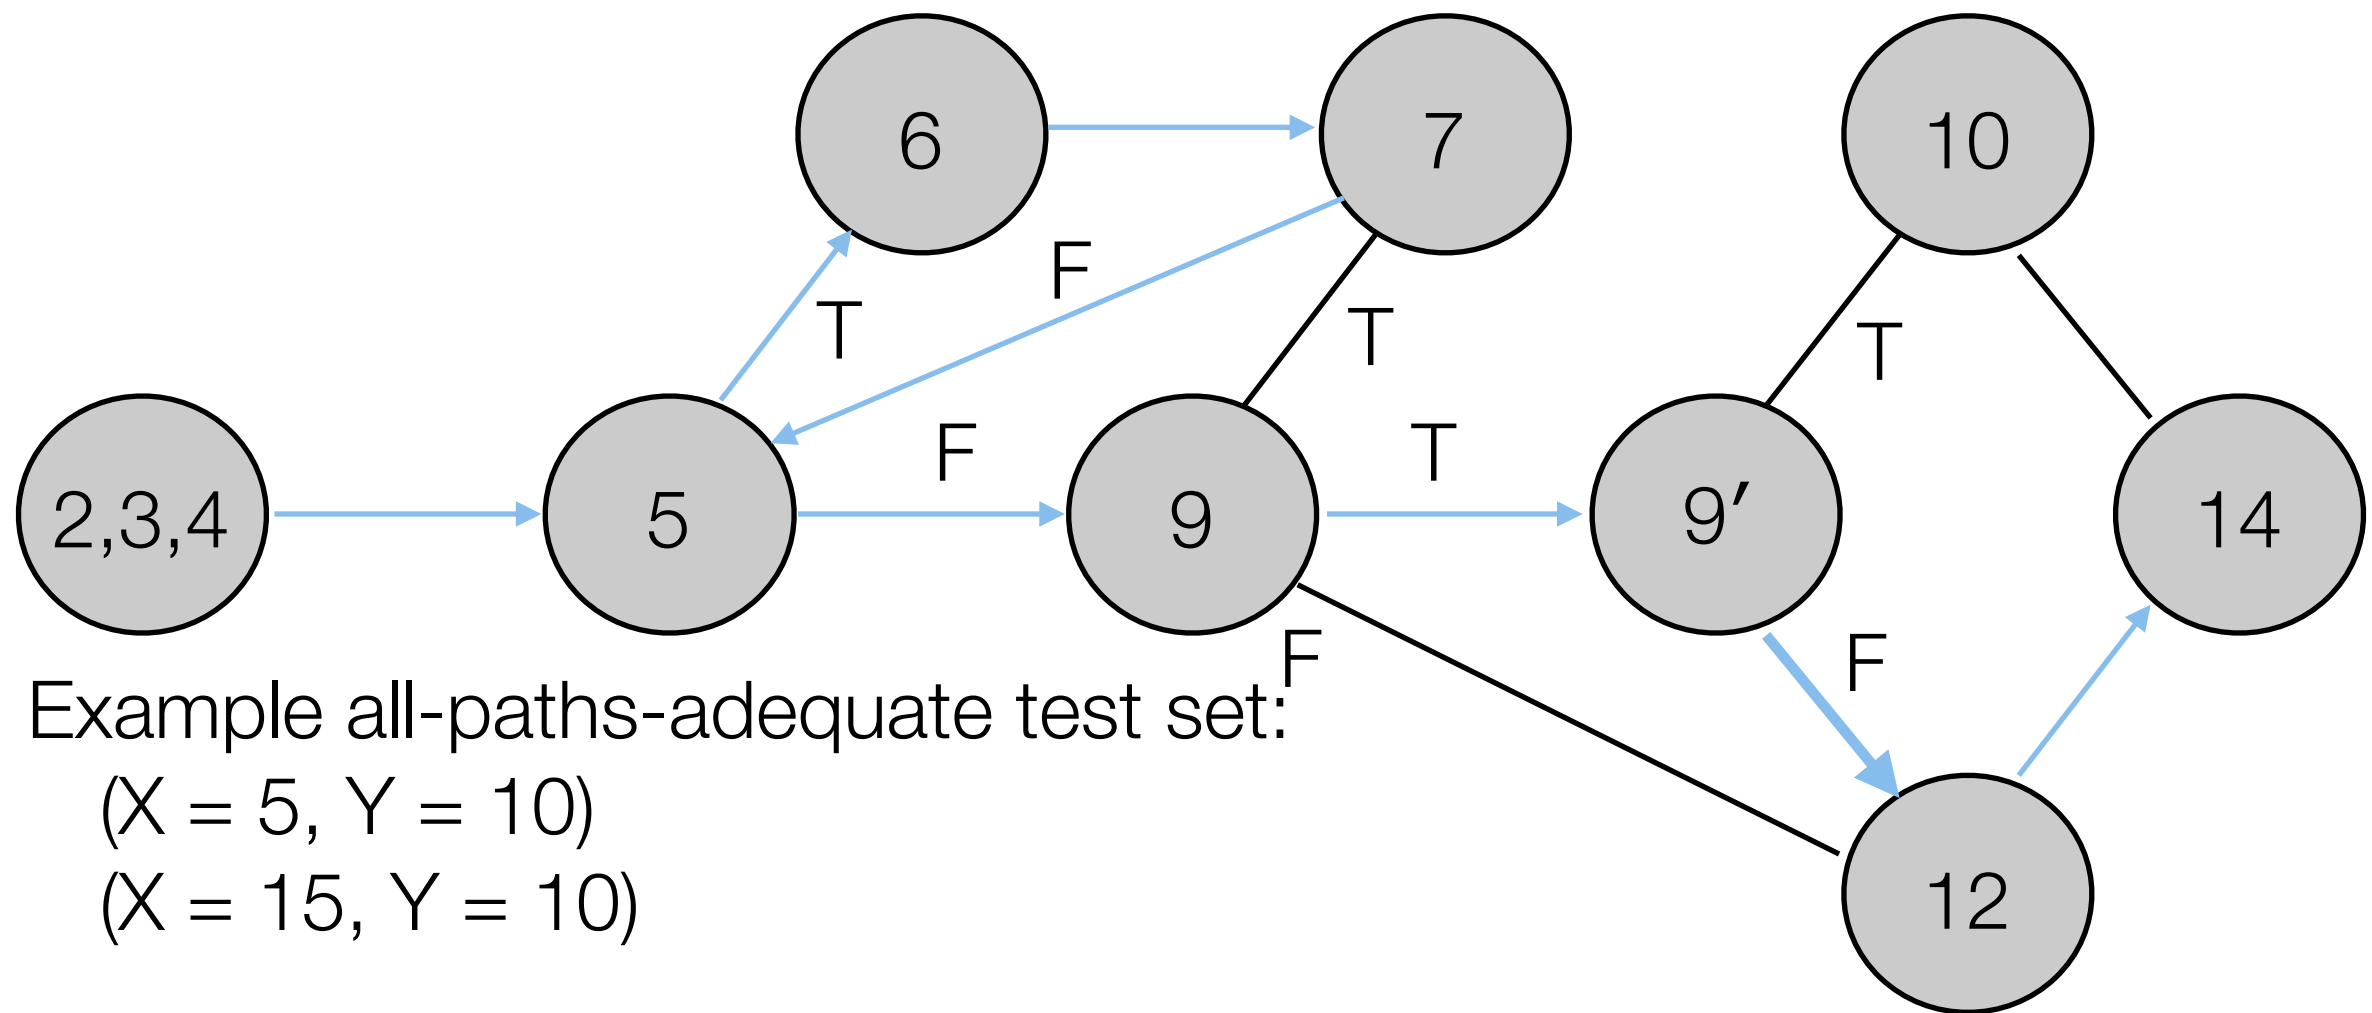 6
7
10
T
F
T
T
2,3,4
5
F
9
T
9′
14
F
F
Example all-paths-adequate test set:
(X = 5, Y = 10)
(X = 15, Y = 10)
12